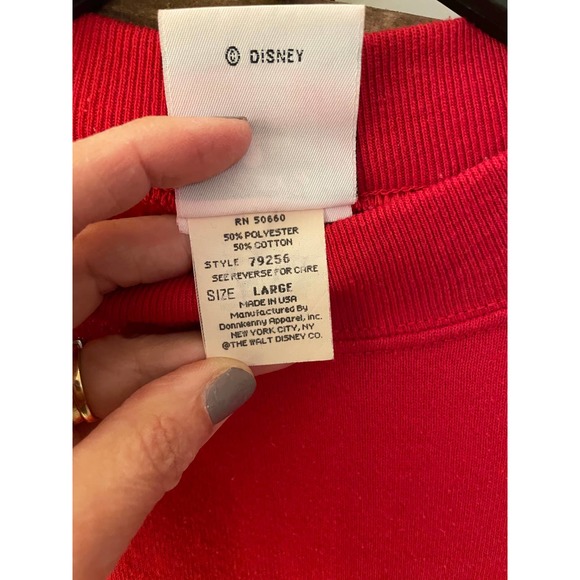 © DISNEY
RN 50660
50% POLYESTER
50% COTTON
STYLE 79256
SEE REVERSE FOR CARE
SIZE LARGE
MADE IN USA
Manufactured By
Donnkenny Apparel, Inc.
NEW YORK CITY, NY
@THE WALT DISNEY CO.